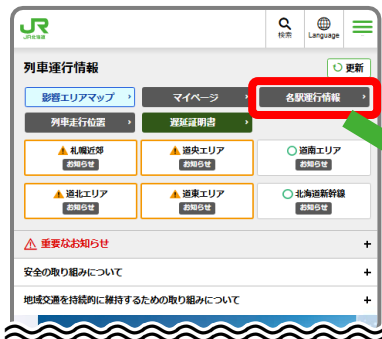 JR
JR北海道
検索
Language
列車運行情報
更新
影響エリアマップ
マイページ
各駅運行情報
列車走行位置
遅延証明書
札幌近郊
お知らせ
道央エリア
お知らせ
道南エリア
お知らせ
道北エリア
お知らせ
道東エリア
お知らせ
北海道新幹線
お知らせ
重要なお知らせ
+
安全の取り組みについて
+
地域交通を持続的に維持するための取り組みについて
+